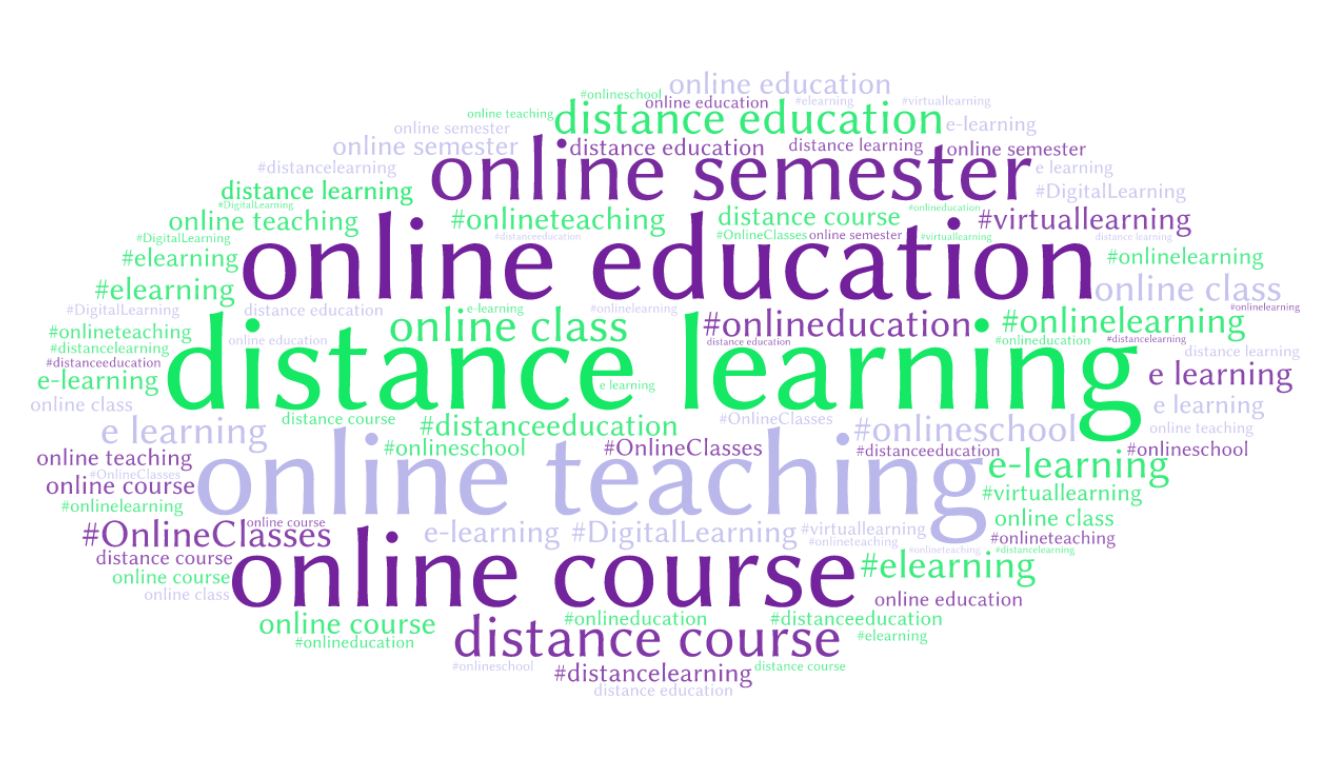 online education
#onlineschool
online education
#elearning
#virtuallearning
online teaching
distance education
e-learning
online semester
online semester
distance education
distance learning
online semester
#distancelearning
online semester
e learning
distance learning
#DigitalLearning
#DigitalLearning
online teaching
#onlineteaching
distance course
#onlineducation
#virtuallearning
#DigitalLearning
#distanceeducation
#OnlineClasses
online semester
#virtuallearning
distance learning
#elearning
online education
#onlinelearning
#elearning
online class
#DigitalLearning
distance education
e-learning
#onlinelearning
#onlinelearning
#onlineteaching
online class
#onlineducation
#onlinelearning
#distancelearning
online education
distance education
#onlineducation
#distancelearning
#distanceeducation
distance learning
distance learning
e-learning
e learning
e learning
online class
e learning
distance course
#distanceeducation
#OnlineClasses
#onlineschool
online teaching
e learning
#onlineschool
#OnlineClasses
#distanceeducation
#onlineschool
online teaching
online teaching
e-learning
#OnlineClasses
online course
#virtuallearning
#onlinelearning
online class
online course
#OnlineClasses
e-learning
#DigitalLearning
#virtuallearning
#onlineteaching
#onlineteaching
#onlineteaching
#distancelearning
distance course
online course
#elearning
online course
online class
online education
online course
#onlineducation
#distanceeducation
distance course
#elearning
#onlineducation
#onlineschool
#distancelearning
distance course
distance education